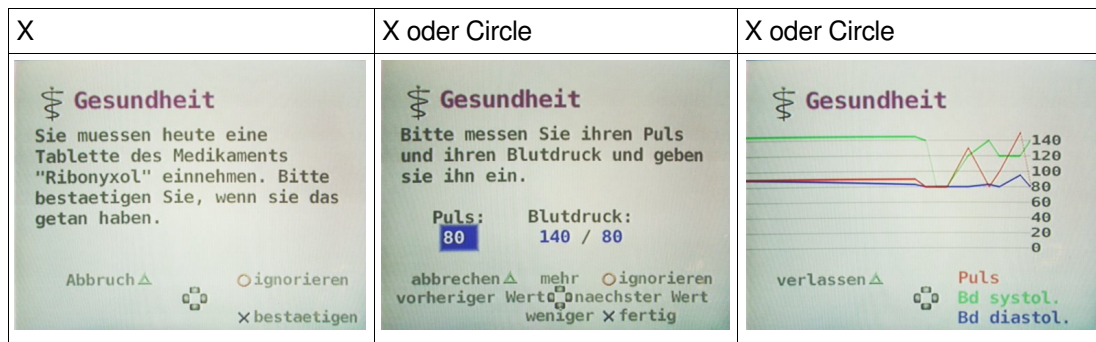 X
X oder Circle
X oder Circle
Gesundheit
Sie muessen heute eine
Tablette des Medikaments
"Ribonyxol" einnehmen. Bitte
bestaetigen Sie, wenn sie das
getan haben.
Abbruch
ignorieren
bestaetigen
Gesundheit
Bitte messen Sie ihren Puls
und ihren Blutdruck und geben
sie ihn ein.
Puls: Blutdruck:
80 140 / 80
abbrechen mehr ignorieren
vorheriger Wert naechster Wert
weniger fertig
Gesundheit
140
120
100
80
60
40
20
0
verlassen
Puls
Bd systol.
Bd diastol.